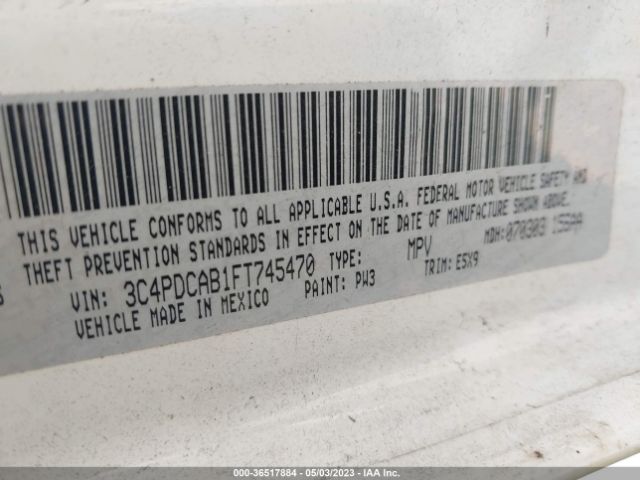 THIS VEHICLE CONFORMS TO ALL APPLICABLE U.S.A. FEDERAL MOTOR VEHICLE SAFETY AND
THEFT PREVENTION STANDARDS IN EFFECT ON THE DATE OF MANUFACTURE SHOWN ABOVE.
VIN: 3C4PDCAB1FT745470 TYPE: MPV MDH: 070303 155AA
VEHICLE MADE IN MEXICO PAINT: PW3 TRIM: E5X9
000-36517884 - 05/03/2023 - IAA Inc.